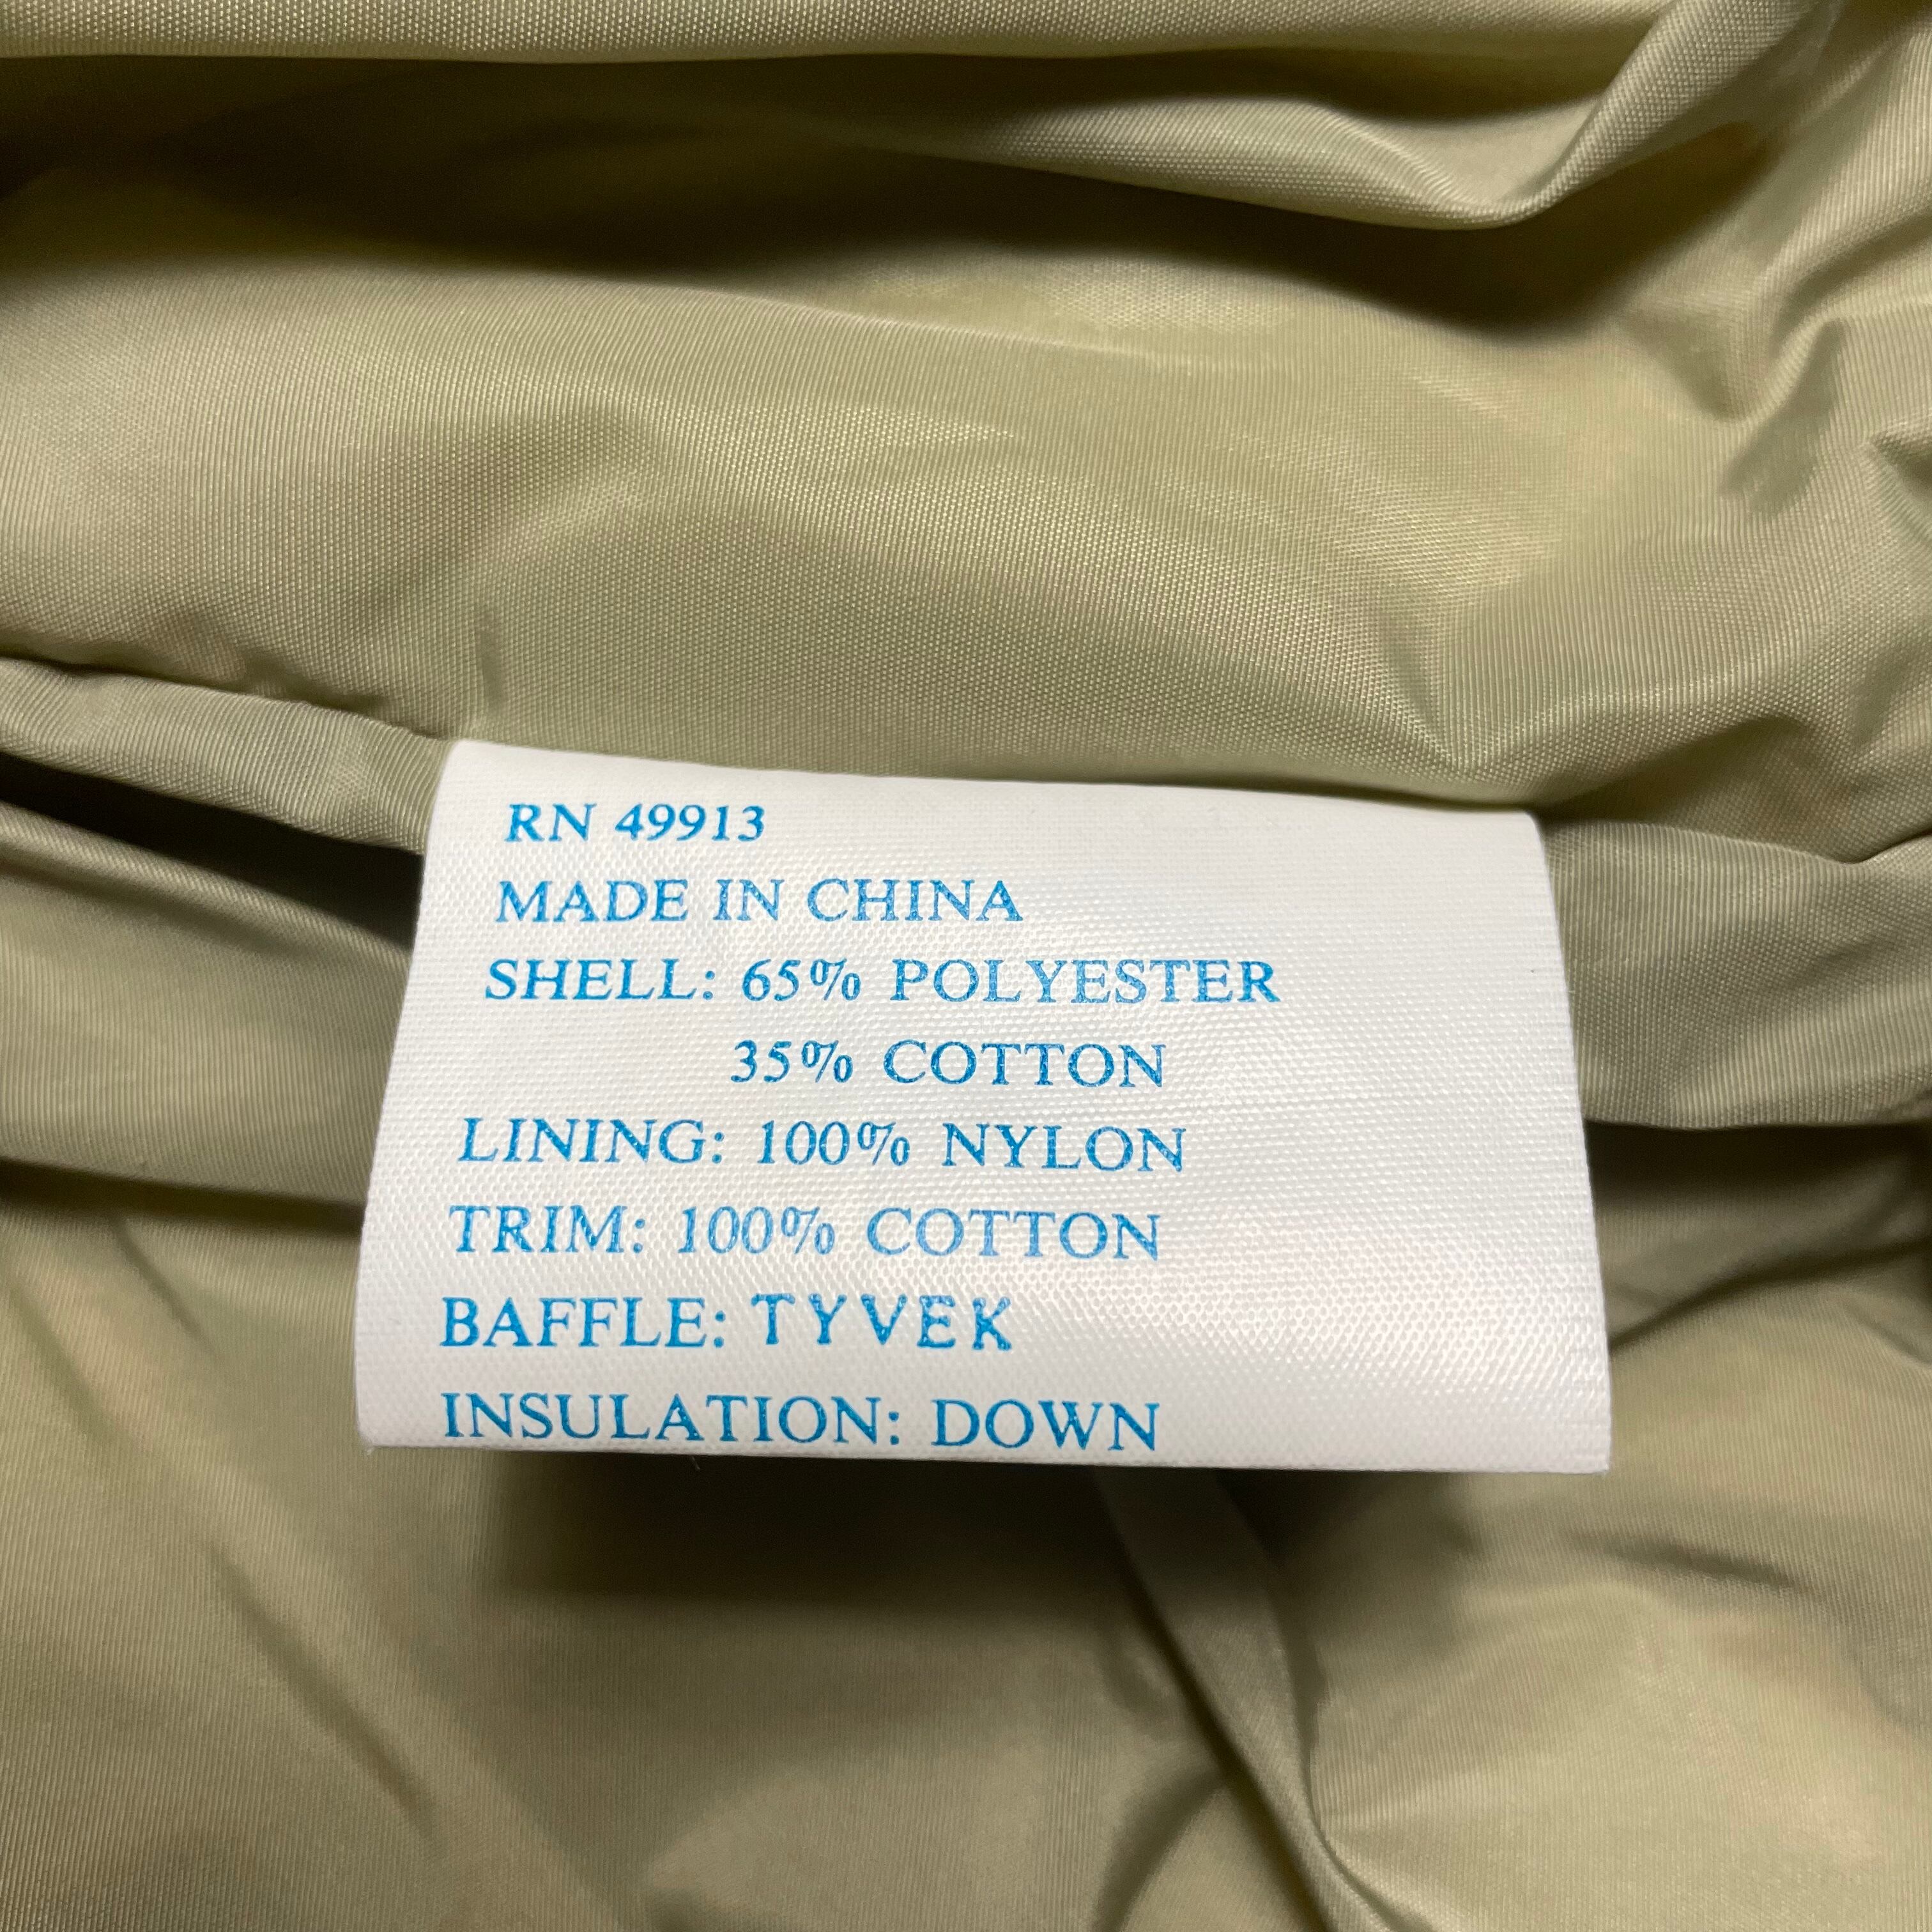 RN 49913
MADE IN CHINA
SHELL: 65% POLYESTER
35% COTTON
LINING: 100% NYLON
TRIM: 100% COTTON
BAFFLE: TYVEK
INSULATION: DOWN